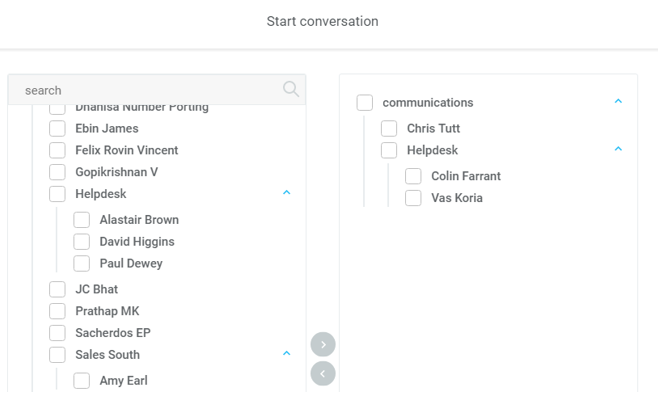 Start conversation
search
Dhanisa Number Porting
Ebin James
Felix Rovin Vincent
Gopikrishnan V
Helpdesk
Alastair Brown
David Higgins
Paul Dewey
JC Bhat
Prathap MK
Sacherdos EP
Sales South
Amy Earl
communications
Chris Tutt
Helpdesk
Colin Farrant
Vas Koria